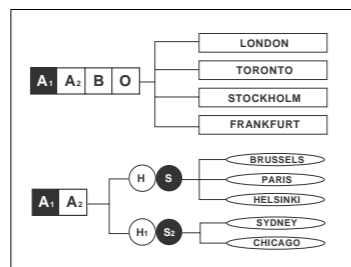 LONDON
TORONTO
A1 A2 B O
STOCKHOLM
FRANKFURT
BRUSSELS
H S
PARIS
A1 A2
HELSINKI
H1 S2
SYDNEY
CHICAGO